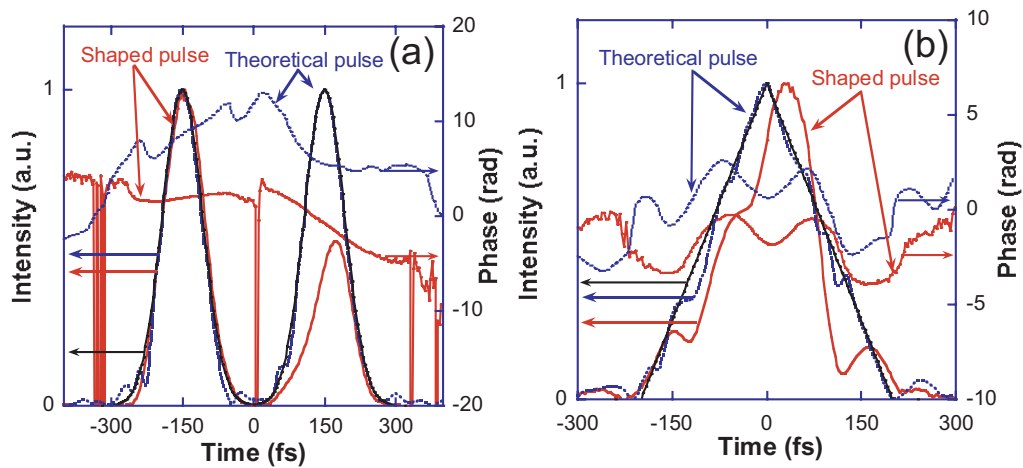 (a)
Shaped pulse
Theoretical pulse
Intensity (a.u.)
1
0
Phase (rad)
20
10
0
-10
-20
-300
-150
0
150
300
Time (fs)
(b)
Theoretical pulse
Shaped pulse
Intensity (a.u.)
1
0
Phase (rad)
10
5
0
-5
-10
-300
-150
0
150
300
Time (fs)